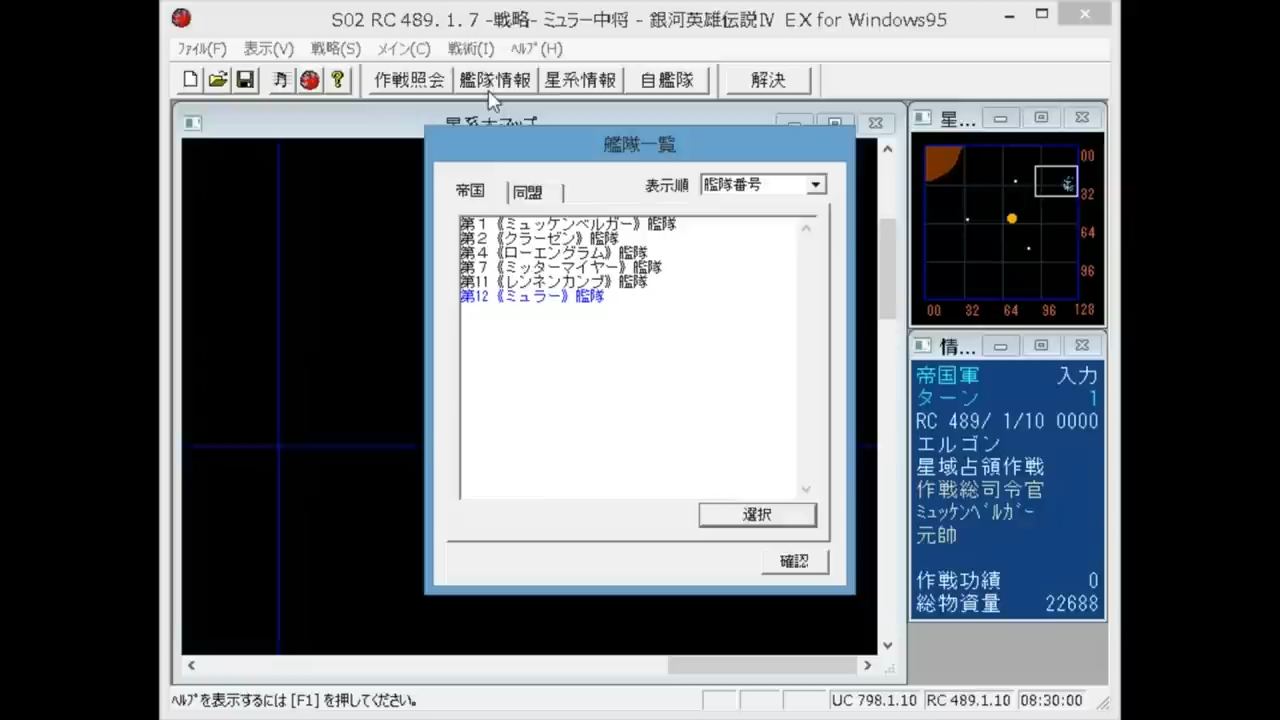 S02 RC 489. 1. 7 -戦略- ミュラー中将 - 銀河英雄伝説Ⅳ EX for Windows95
ﾌｧｲﾙ(F) 表示(V) 戦略(S) メイン(C) 戦術(I) ﾍﾙﾌﾟ(H)
作戦照会 艦隊情報 星系情報 自艦隊 解決
艦隊一覧
帝国 同盟 表示順 艦隊番号
第1 《ミュッケンベルガー》艦隊
第2 《クラーゼン》艦隊
第4 《ローエングラム》艦隊
第7 《ミッターマイヤー》艦隊
第11 《レンネンカンプ》艦隊
第12 《ミュラー》艦隊
選択
確認
星...
00
32
64
96
00 32 64 96 128
情...
帝国軍 入力
ターン 1
RC 489/ 1/10 0000
エルゴン
星域占領作戦
作戦総司令官
ﾐｭｯｹﾝﾍﾞﾙｶﾞｰ
元帥
作戦功績 0
総物資量 22688
ﾍﾙﾌﾟを表示するには [F1] を押してください。
UC 798.1.10 RC 489.1.10 08:30:00